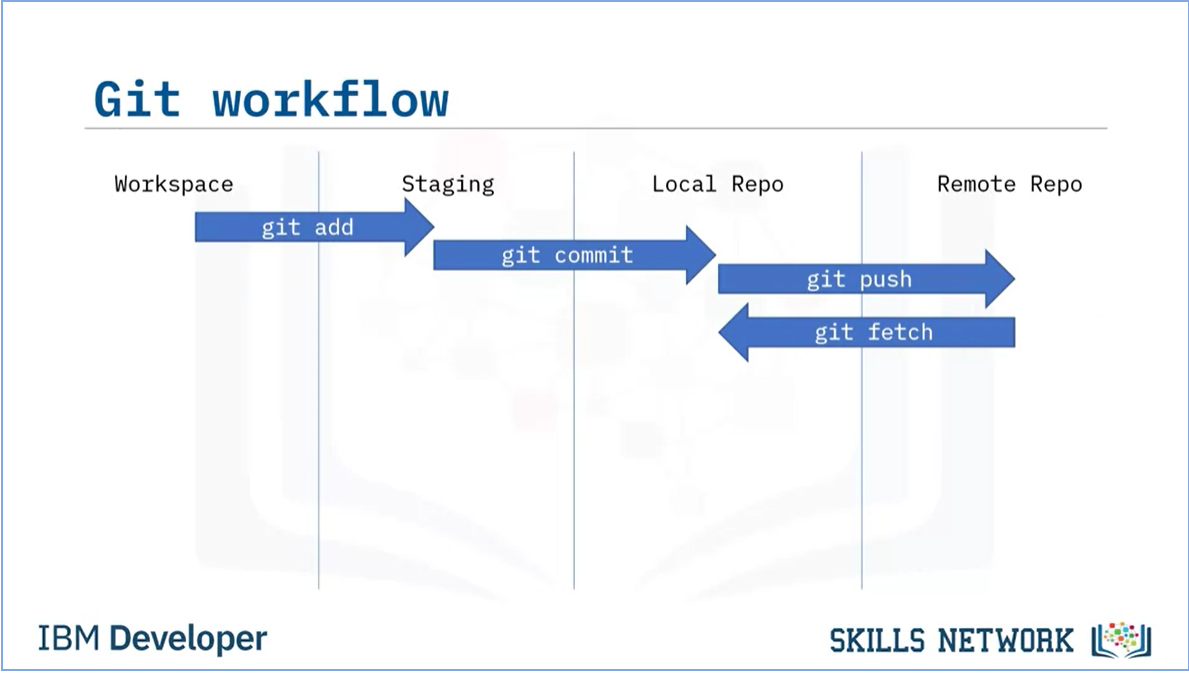 Git workflow
Workspace
Staging
Local Repo
Remote Repo
git add
git commit
git push
git fetch
IBM Developer
SKILLS NETWORK